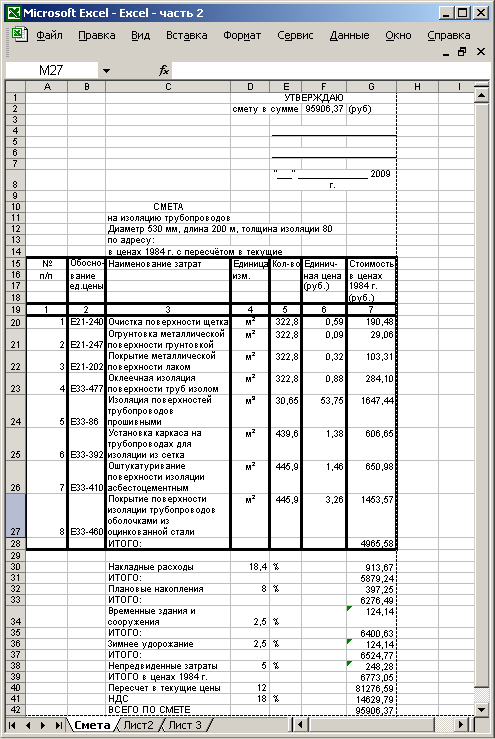 Microsoft Excel - Excel - часть 2
Файл Правка Вид Вставка Формат Сервис Данные Окно Справка
M27 fx
A B C D E F G H I
1 УТВЕРЖДАЮ
2 смету в сумме 95906,37 (руб)
3
4
5
6
7
8 "___" ______________ 2009 г.
9
10 СМЕТА
11 на изоляцию трубопроводов
12 Диаметр 530 мм, длина 200 м, толщина изоляции 80
13 по адресу:
14 в ценах 1984 г. с пересчётом в текущие
15 № Обосно- Наименование затрат Единица Кол-во Единич- Стоимость
16 п/п вание изм. ная цена в ценах
17 ед.цены (руб.) 1984 г.
18 (руб.)
19 1 2 3 4 5 6 7
20 1 E21-240 Очистка поверхности щетка м² 322,8 0,59 190,48
Огрунтовка металлической м² 322,8 0,09 29,06
21 2 E21-247 поверхности грунтовкой
Покрытие металлической м² 322,8 0,32 103,31
22 3 E21-202 поверхности лаком
Оклеечная изоляция м² 322,8 0,88 284,10
23 4 E33-477 поверхности труб изолом
Изоляция поверхностей м³ 30,65 53,75 1647,44
трубопроводов
24 5 E33-86 прошивными
Установка каркаса на м² 439,6 1,38 606,65
трубопроводах для
25 6 E33-392 изоляции из сетка
Оштукатуривание м² 445,9 1,46 650,98
поверхности изоляции
26 7 E33-410 асбестоцементным
Покрытие поверхности м² 445,9 3,26 1453,57
изоляции трубопроводов
оболочками из
27 8 E33-460 оцинкованной стали
28 ИТОГО: 4965,58
29
30 Накладные расходы 18,4 % 913,67
31 ИТОГО: 5879,24
32 Плановые накопления 8 % 397,25
33 ИТОГО: 6276,49
Временные здания и 124,14
34 сооружения 2,5 %
35 ИТОГО: 6400,63
36 Зимнее удорожание 2,5 % 124,14
37 ИТОГО: 6524,77
38 Непредвиденные затраты 5 % 248,28
39 ИТОГО в ценах 1984 г. 6773,05
40 Пересчет в текущие цены 12 81276,59
41 НДС 18 % 14629,79
42 ВСЕГО ПО СМЕТЕ 95906,37
Смета Лист2 Лист 3